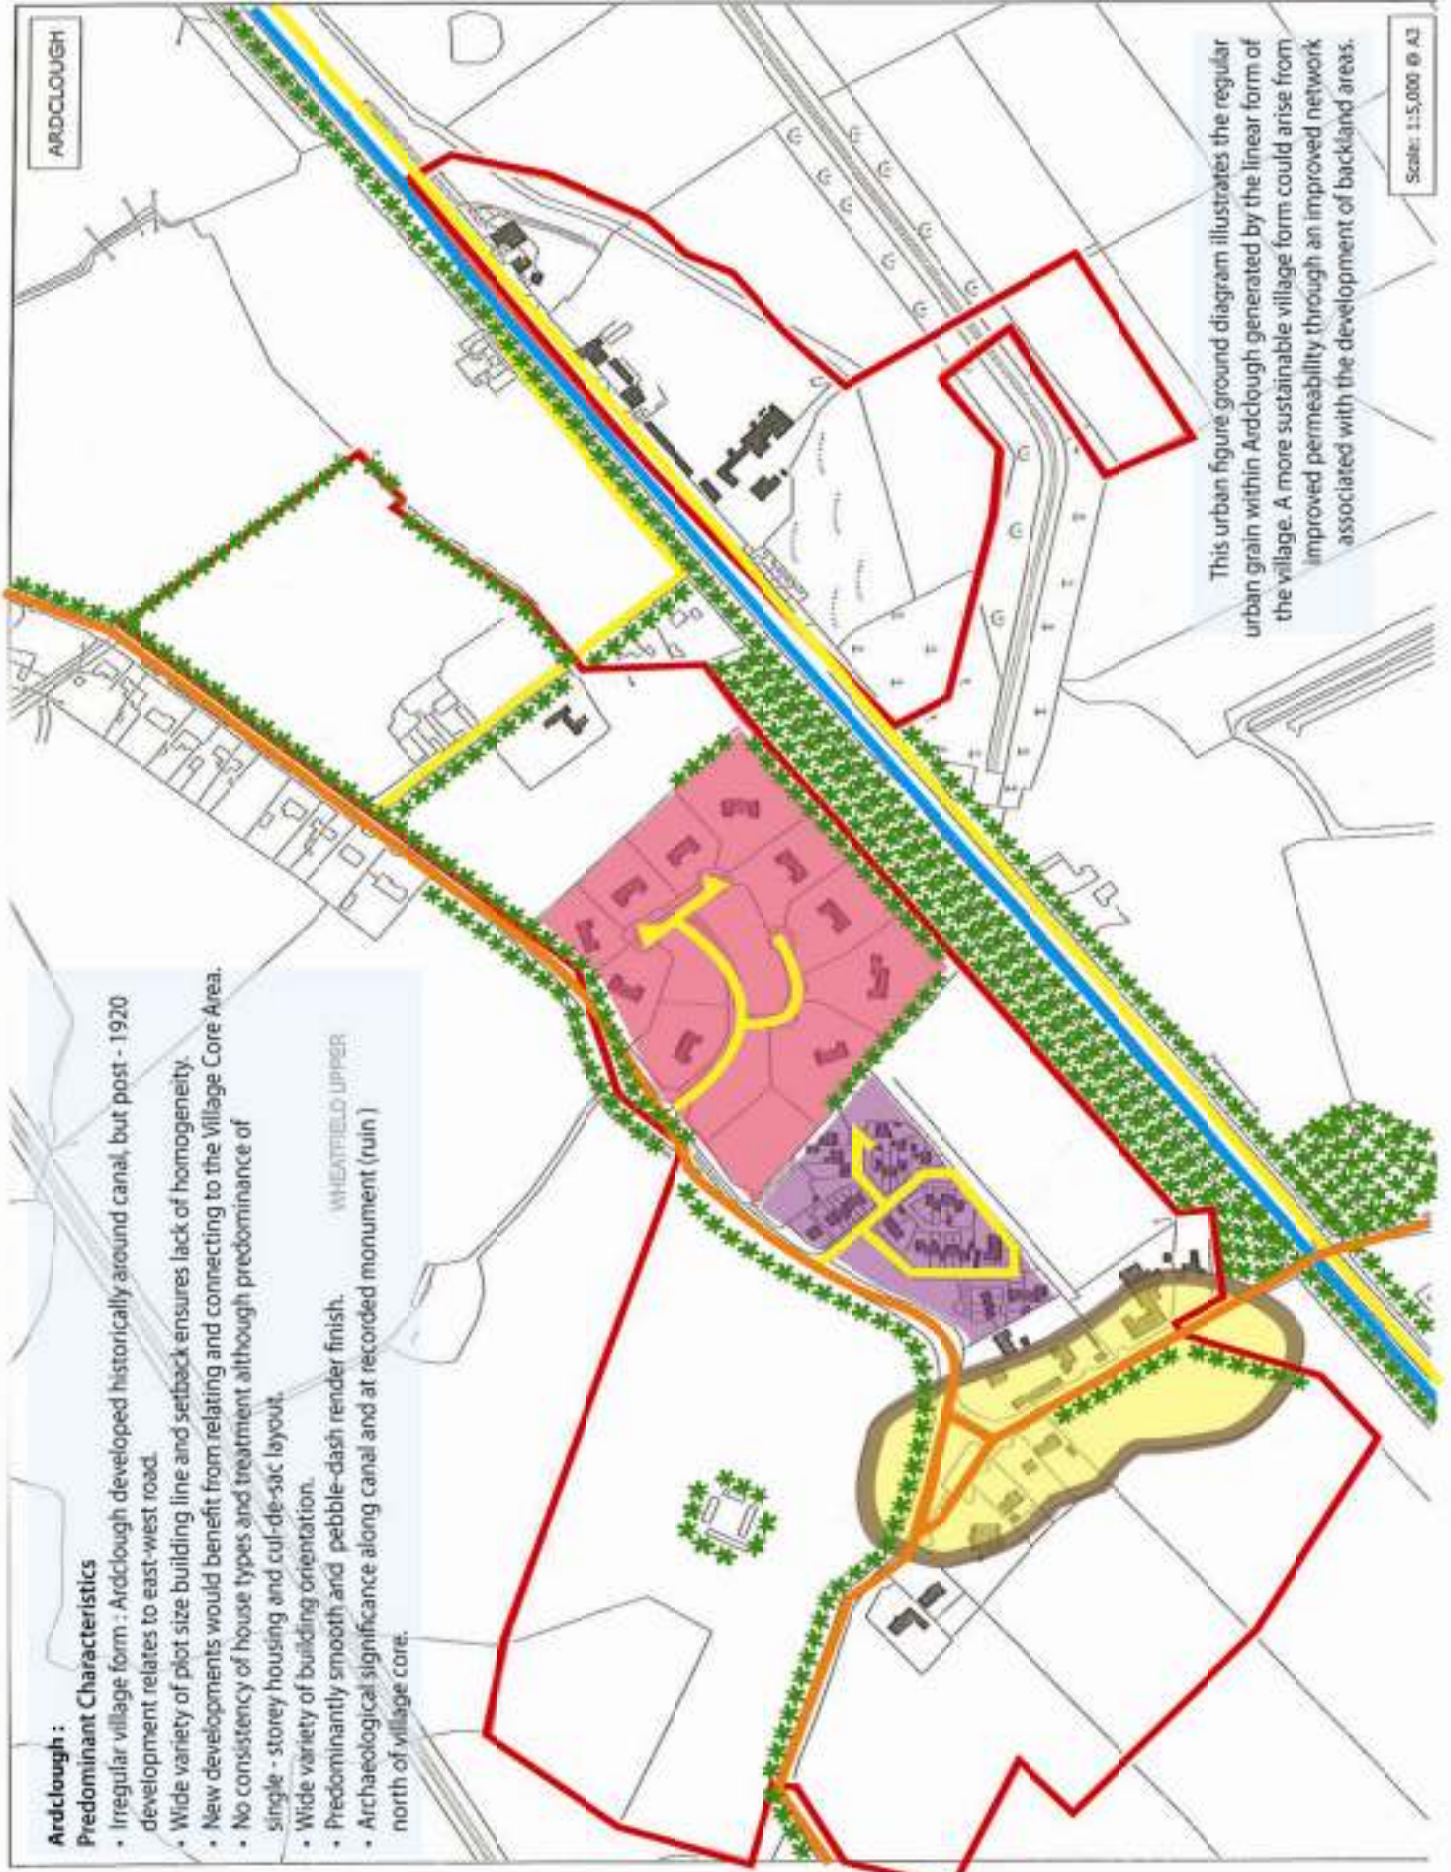 ARDCLOUGH
Ardclough :
Predominant Characteristics
• Irregular village form : Ardclough developed historically around canal, but post - 1920
development relates to east-west road.
• Wide variety of plot size building line and setback ensures lack of homogeneity.
• New developments would benefit from relating and connecting to the Village Core Area.
• No consistency of house types and treatment although predominance of
single - storey housing and cul-de-sac layout.
• Wide variety of building orientation.
• Predominantly smooth and pebble-dash render finish.
• Archaeological significance along canal and at recorded monument (ruin )
north of village core.
WHEATFIELD UPPER
This urban figure ground diagram illustrates the regular
urban grain within Ardclough generated by the linear form of
the village. A more sustainable village form could arise from
improved permeability through an improved network
associated with the development of backland areas.
Scale: 1:5,000 @ A3